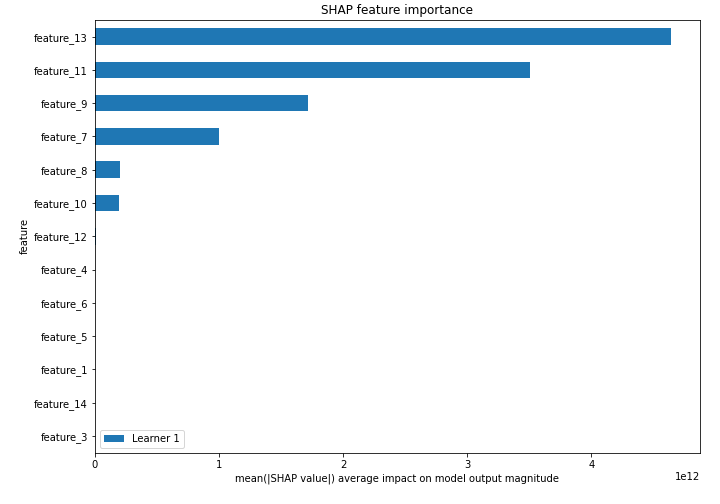 SHAP feature importance
feature_13
feature_11
feature_9
feature_7
feature_8
feature_10
feature_12
feature_4
feature_6
feature_5
feature_1
feature_14
feature_3
feature
Learner 1
0 1 2 3 4
1e12
mean(|SHAP value|) average impact on model output magnitude